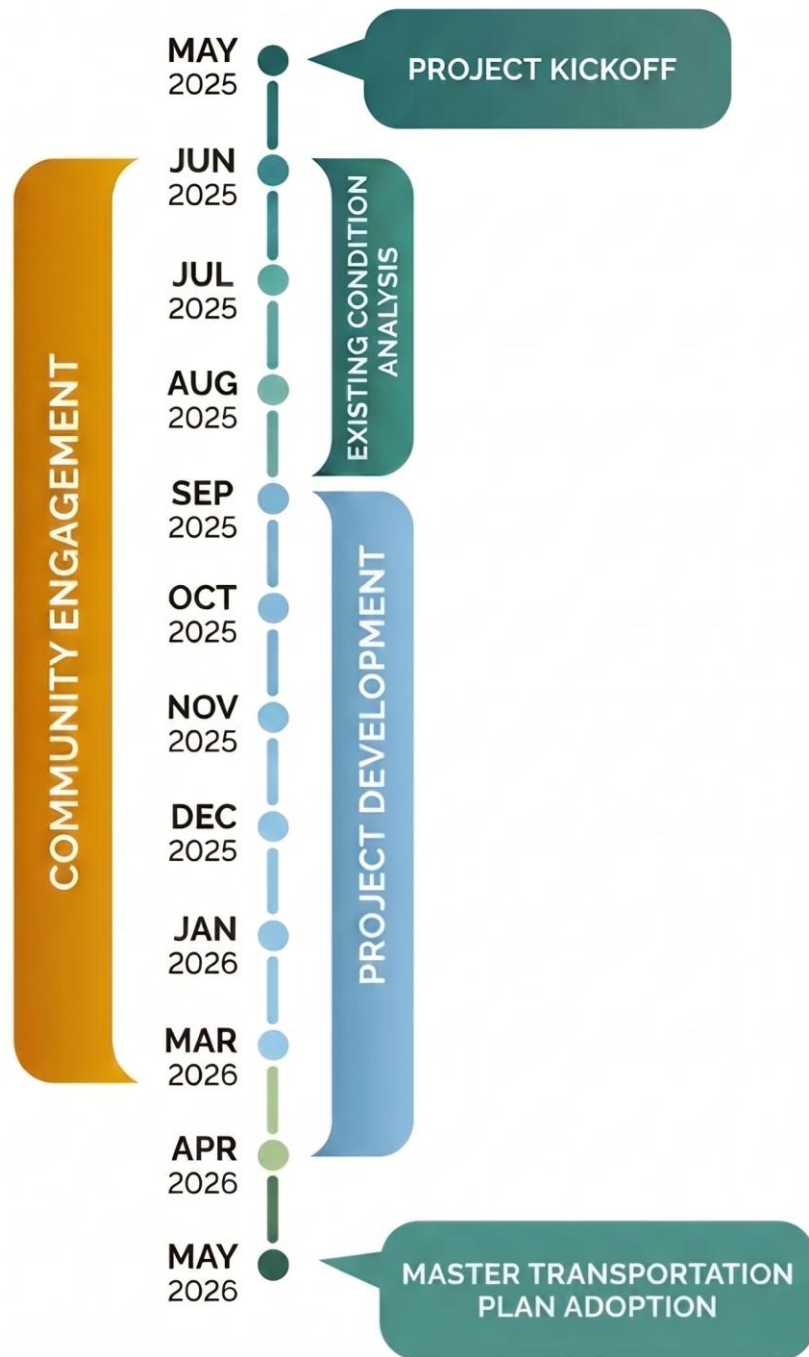 MAY
2025
PROJECT KICKOFF
JUN
2025
JUL
2025
AUG
2025
EXISTING CONDITION
ANALYSIS
COMMUNITY ENGAGEMENT
SEP
2025
OCT
2025
NOV
2025
DEC
2025
JAN
2026
MAR
2026
APR
2026
PROJECT DEVELOPMENT
MAY
2026
MASTER TRANSPORTATION
PLAN ADOPTION